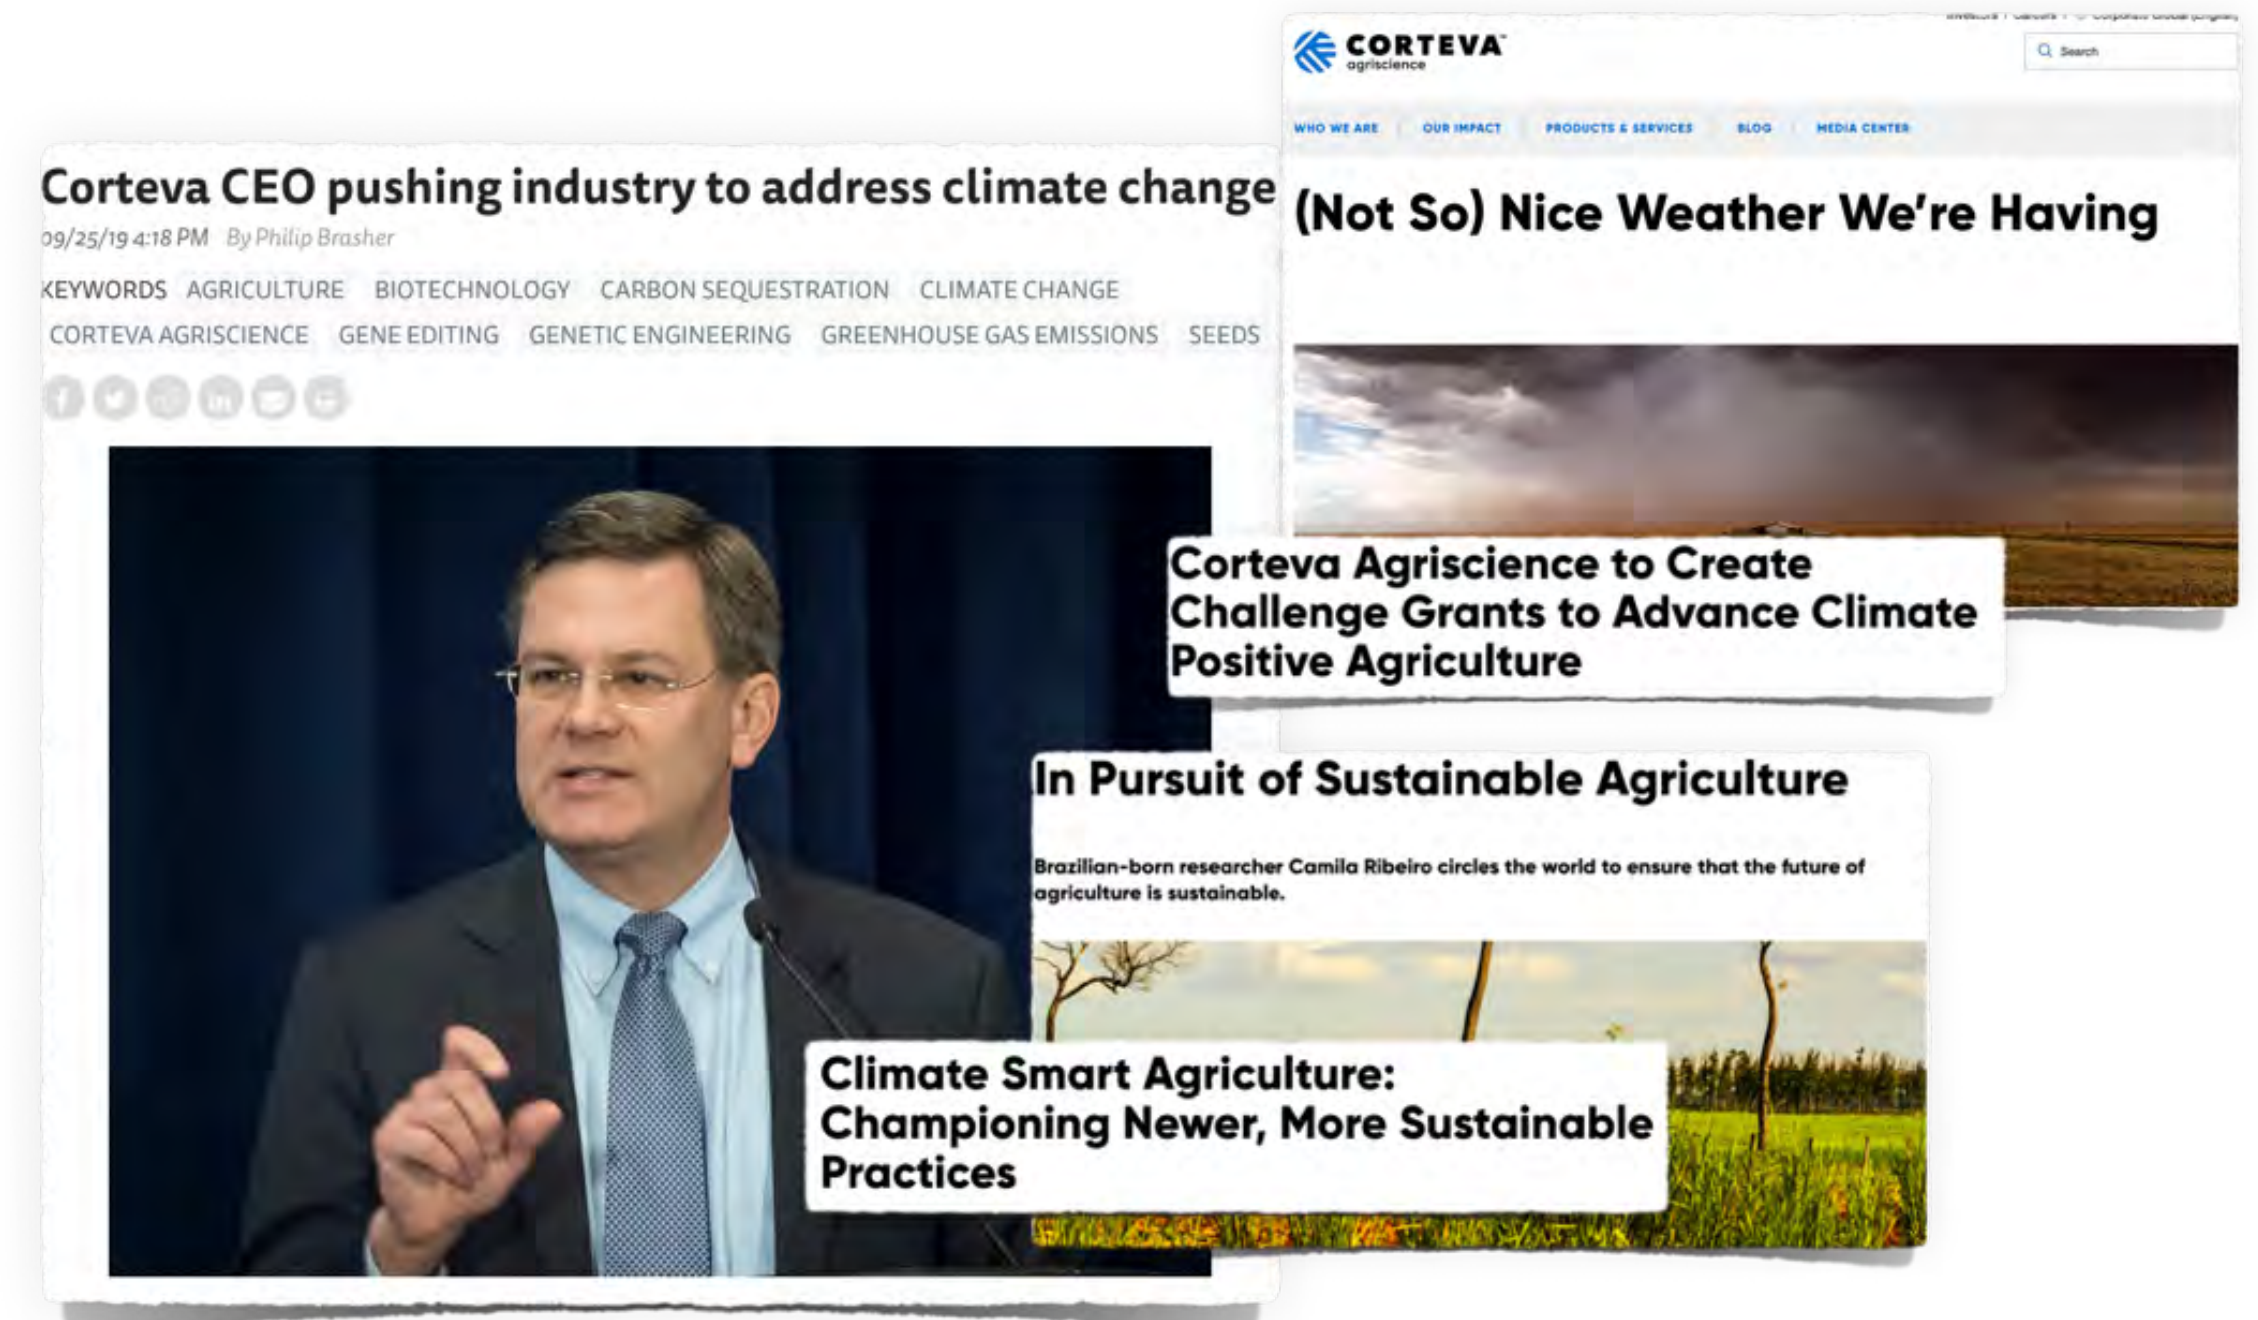 Corteva CEO pushing industry to address climate change
09/25/19 4:18 PM By Philip Brasher
KEYWORDS AGRICULTURE BIOTECHNOLOGY CARBON SEQUESTRATION CLIMATE CHANGE
CORTEVA AGRISCIENCE GENE EDITING GENETIC ENGINEERING GREENHOUSE GAS EMISSIONS SEEDS
CORTEVA™
agriscience
Search
WHO WE ARE OUR IMPACT PRODUCTS & SERVICES BLOG MEDIA CENTER
(Not So) Nice Weather We're Having
Corteva Agriscience to Create
Challenge Grants to Advance Climate
Positive Agriculture
In Pursuit of Sustainable Agriculture
Brazilian-born researcher Camila Ribeiro circles the world to ensure that the future of
agriculture is sustainable.
Climate Smart Agriculture:
Championing Newer, More Sustainable
Practices